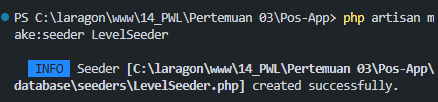 PS C:\laragon\www\14_PWL\Pertemuan 03\Pos-App> php artisan m
ake:seeder LevelSeeder
INFO Seeder [C:\laragon\www\14_PWL\Pertemuan 03\Pos-App\
database\seeders\LevelSeeder.php] created successfully.